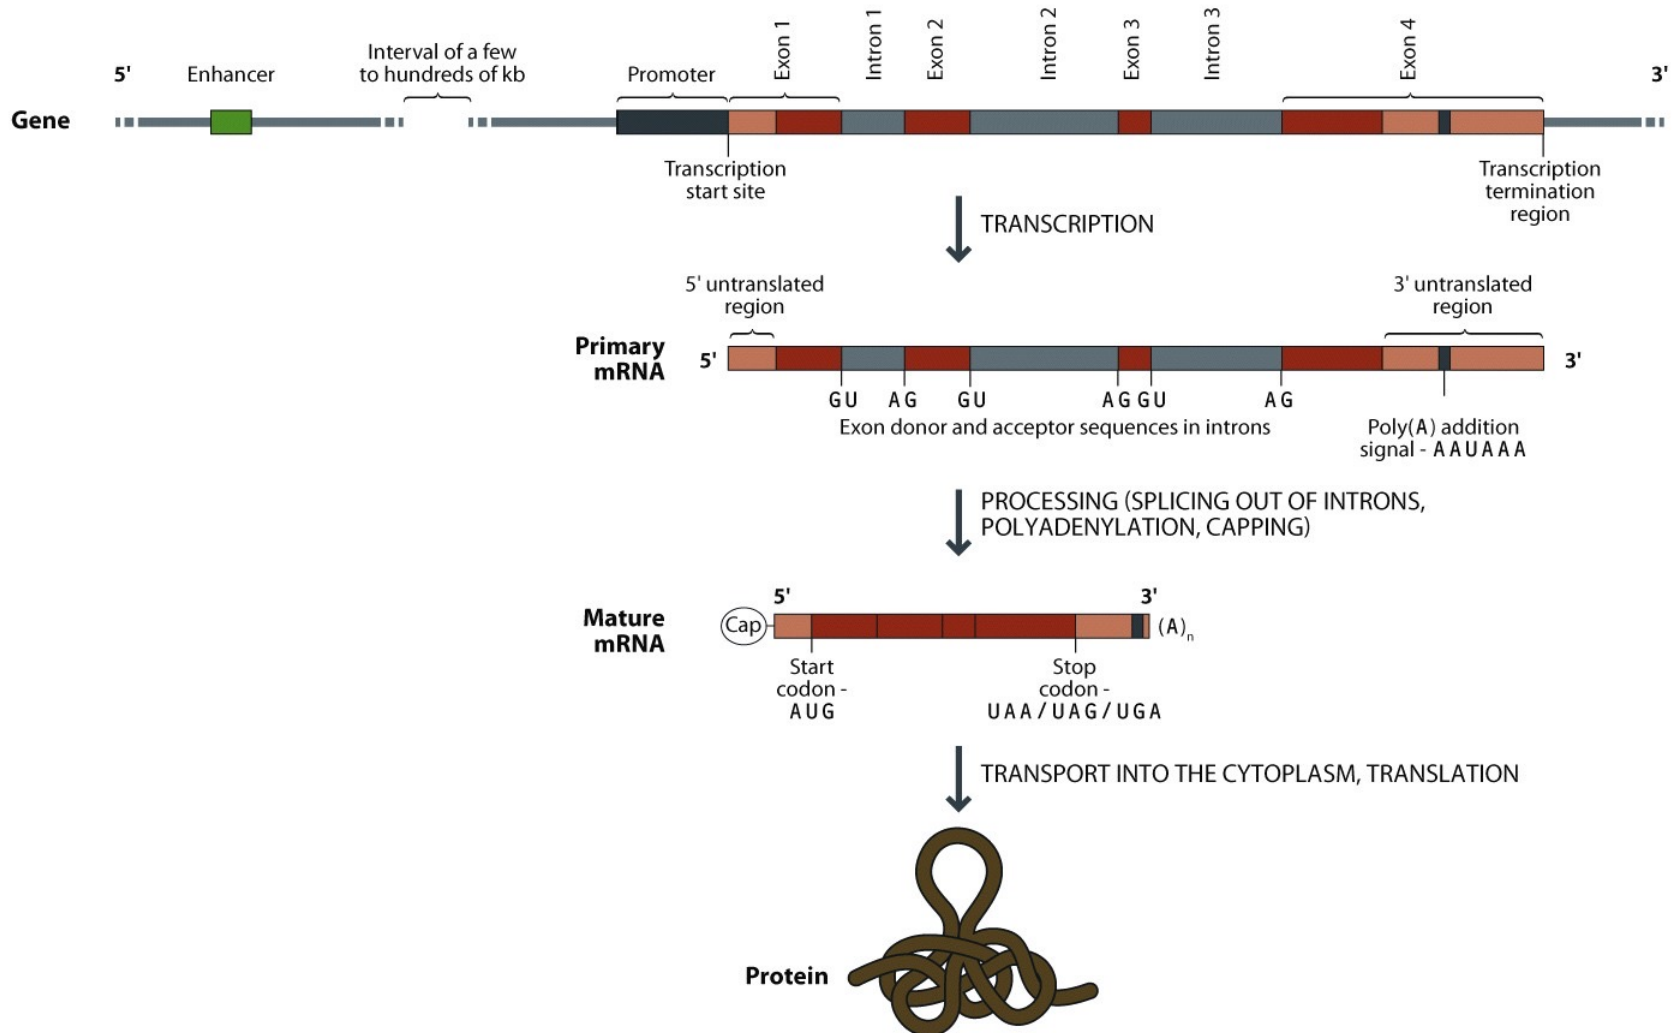 Exon 1
Intron 1
Exon 2
Intron 2
Exon 3
Intron 3
Exon 4
5'
Enhancer
Interval of a few
to hundreds of kb
Promoter
3'
Gene
Transcription
start site
Transcription
termination
region
TRANSCRIPTION
5' untranslated
region
3' untranslated
region
Primary
mRNA
5'
3'
GU
AG
GU
AG GU
AG
Exon donor and acceptor sequences in introns
Poly(A) addition
signal - AAUAAA
PROCESSING (SPLICING OUT OF INTRONS,
POLYADENYLATION, CAPPING)
5'
3'
Mature
mRNA
Cap
(A)n
Start
codon -
AUG
Stop
codon -
UAA/UAG/UGA
TRANSPORT INTO THE CYTOPLASM, TRANSLATION
Protein